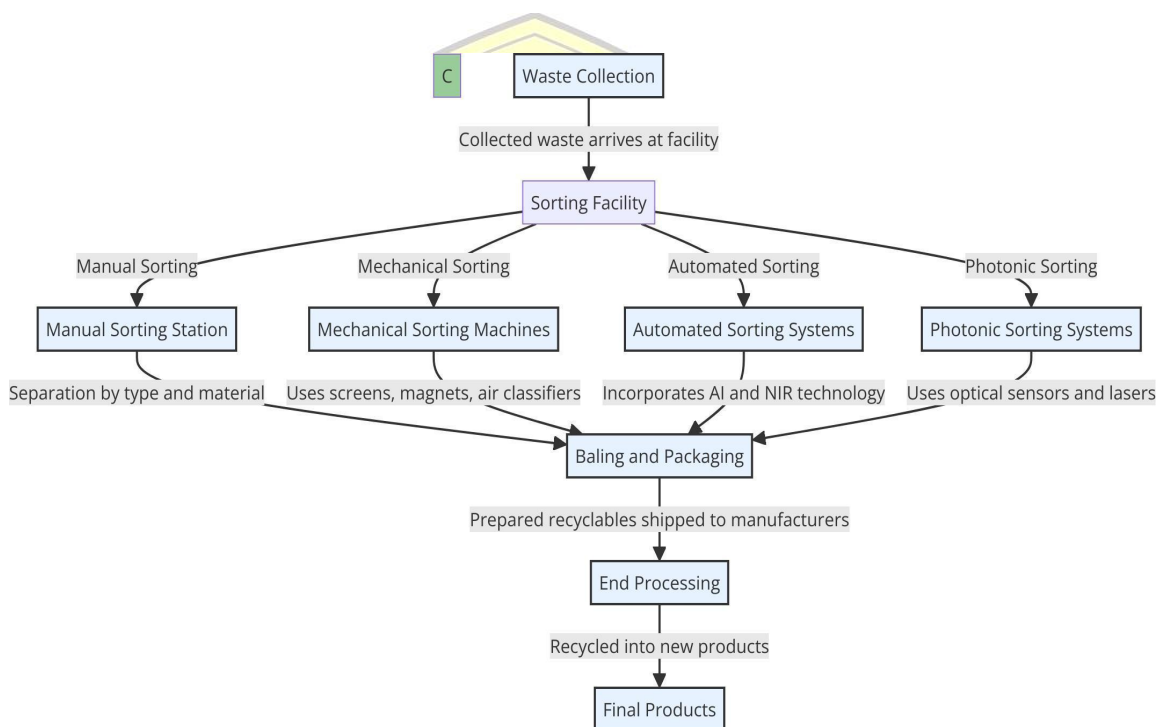 C
Waste Collection
Collected waste arrives at facility
Sorting Facility
Manual Sorting
Mechanical Sorting
Automated Sorting
Photonic Sorting
Manual Sorting Station
Mechanical Sorting Machines
Automated Sorting Systems
Photonic Sorting Systems
Separation by type and material
Uses screens, magnets, air classifiers
Incorporates AI and NIR technology
Uses optical sensors and lasers
Baling and Packaging
Prepared recyclables shipped to manufacturers
End Processing
Recycled into new products
Final Products